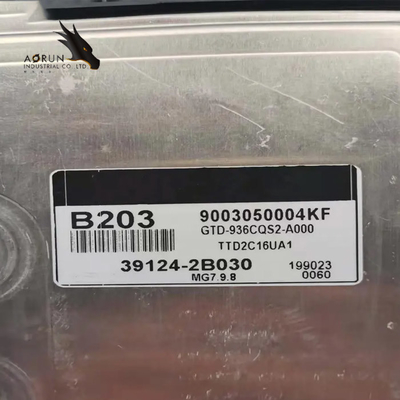 AORUN
INDUSTRIAL CO. LTD
B203
9003050004KF
GTD-936CQS2-A000
TTD2C16UA1
39124-2B030
199023
MG7.9.8
0060